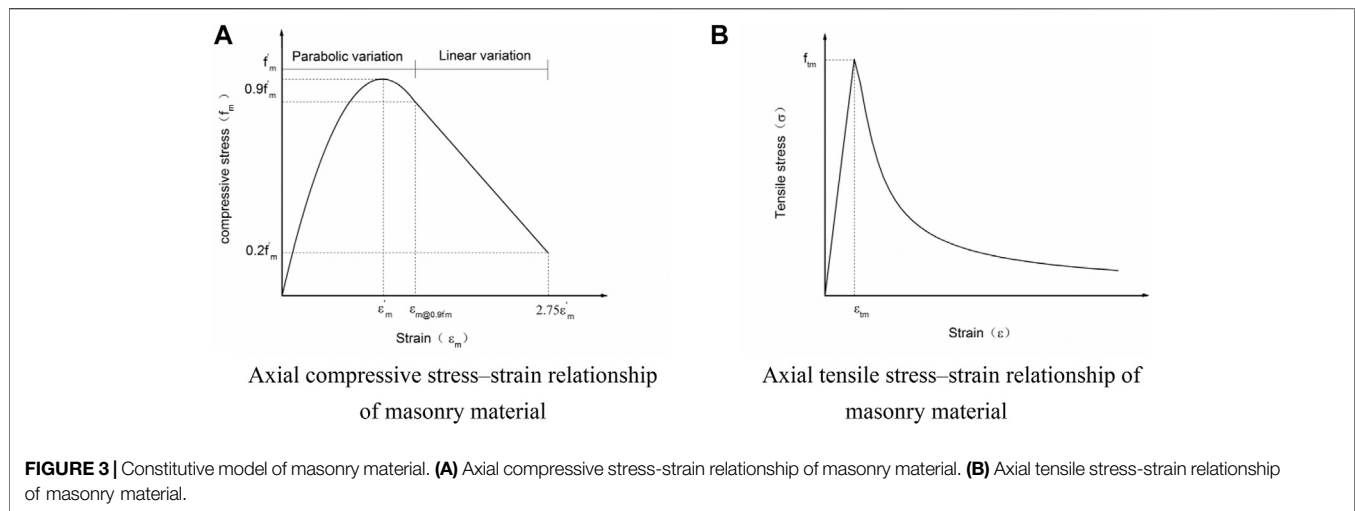 A
Parabolic variation
Linear variation
f'm
0.9f'm
compressive stress（f'm）
0.2f'm
ε'm
εm@0.9f'm
2.75ε'm
Strain（εm）
Axial compressive stress–strain relationship
of masonry material
B
ftm
Tensile stress（σ）
εtm
Strain（ε）
Axial tensile stress–strain relationship of
masonry material
FIGURE 3 | Constitutive model of masonry material. (A) Axial compressive stress-strain relationship of masonry material. (B) Axial tensile stress-strain relationship
of masonry material.